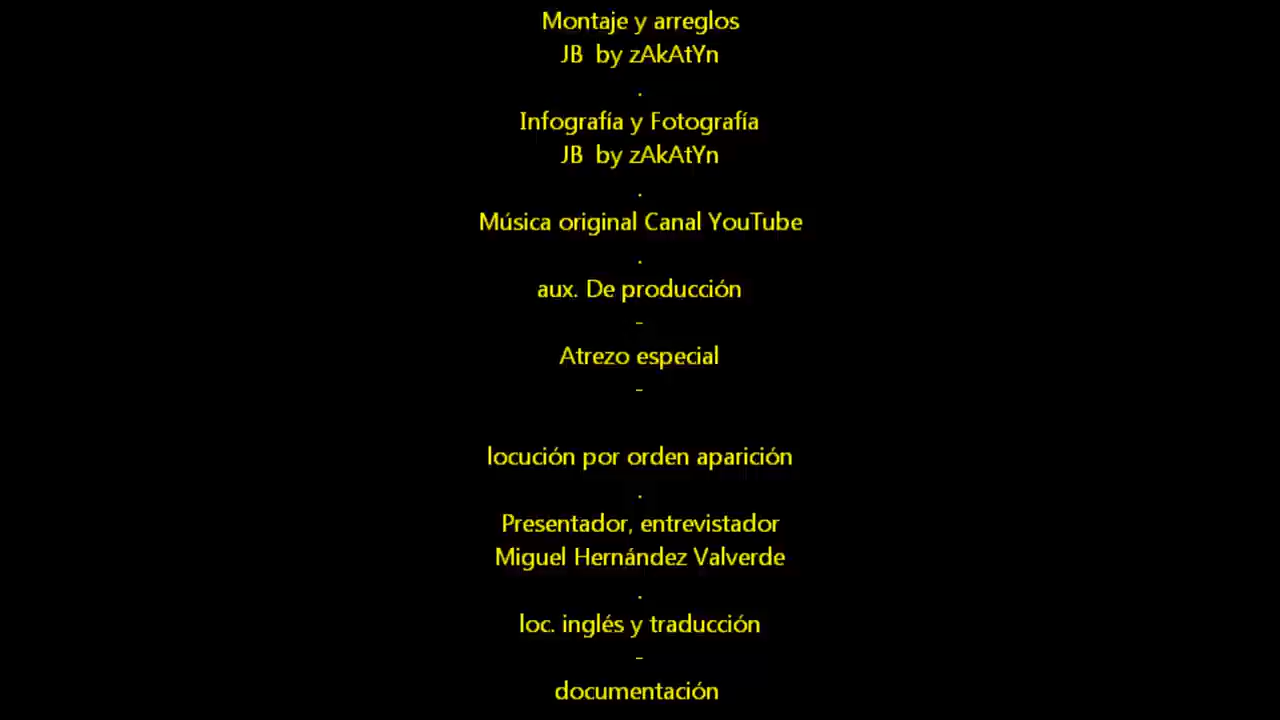 Montaje y arreglos
JB  by zAkAtYn
.
Infografía y Fotografía
JB  by zAkAtYn
.
Música original Canal YouTube
.
aux. De producción
-
Atrezo especial
-
locución por orden aparición
.
Presentador, entrevistador
Miguel Hernández Valverde
.
loc. inglés y traducción
-
documentación